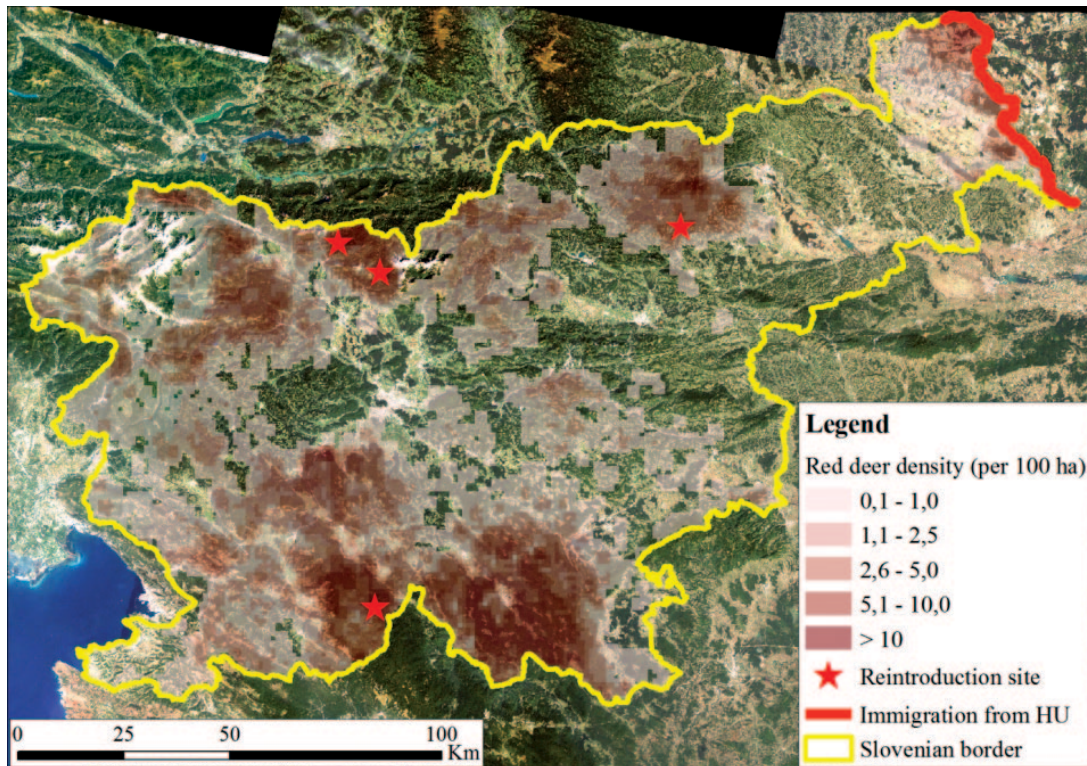 Legend
Red deer density (per 100 ha)
0,1 - 1,0
1,1 - 2,5
2,6 - 5,0
5,1 - 10,0
> 10
Reintroduction site
Immigration from HU
Slovenian border
0 25 50 100
Km